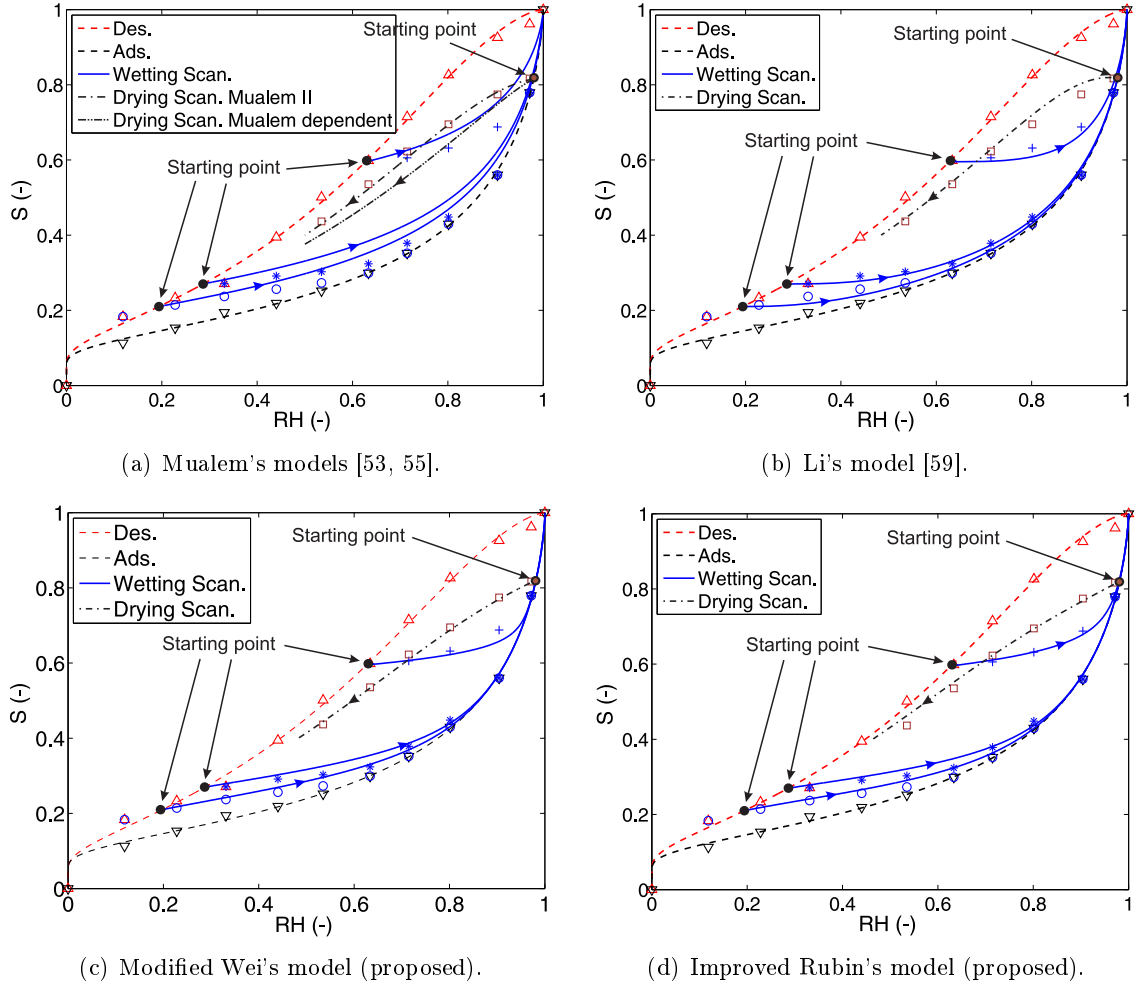 Des.
Ads.
Wetting Scan.
Drying Scan. Mualem II
Drying Scan. Mualem dependent
Starting point
Starting point
S (-)
1
0.8
0.6
0.4
0.2
0
0 0.2 0.4 0.6 0.8 1
RH (-)
(a) Mualem's models [53, 55].
Des.
Ads.
Wetting Scan.
Drying Scan.
Starting point
Starting point
S (-)
1
0.8
0.6
0.4
0.2
0
0 0.2 0.4 0.6 0.8 1
RH (-)
(b) Li's model [59].
Des.
Ads.
Wetting Scan.
Drying Scan.
Starting point
Starting point
S (-)
1
0.8
0.6
0.4
0.2
0
0 0.2 0.4 0.6 0.8 1
RH (-)
(c) Modified Wei's model (proposed).
Des.
Ads.
Wetting Scan.
Drying Scan.
Starting point
Starting point
S (-)
1
0.8
0.6
0.4
0.2
0
0 0.2 0.4 0.6 0.8 1
RH (-)
(d) Improved Rubin's model (proposed).